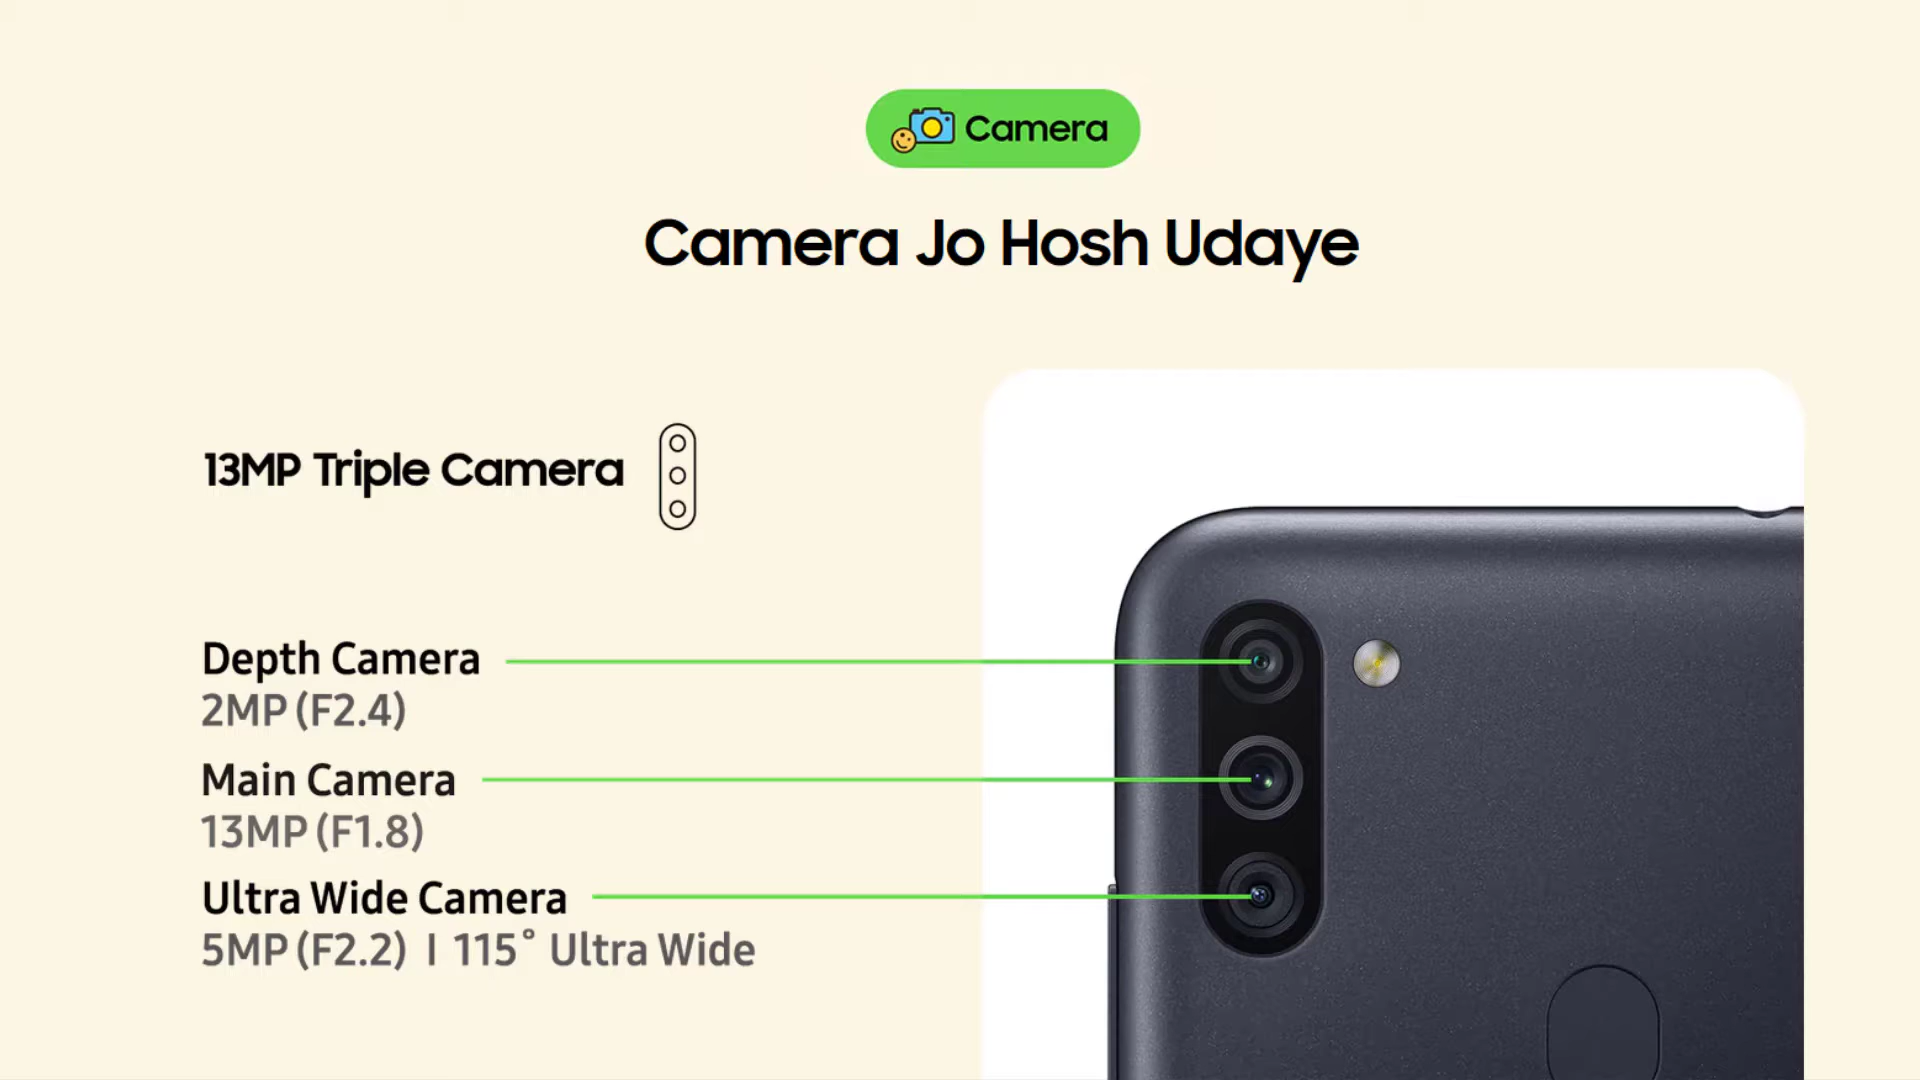 Camera
Camera Jo Hosh Udaye
13MP Triple Camera
Depth Camera
2MP (F2.4)
Main Camera
13MP (F1.8)
Ultra Wide Camera
5MP (F2.2) | 115° Ultra Wide